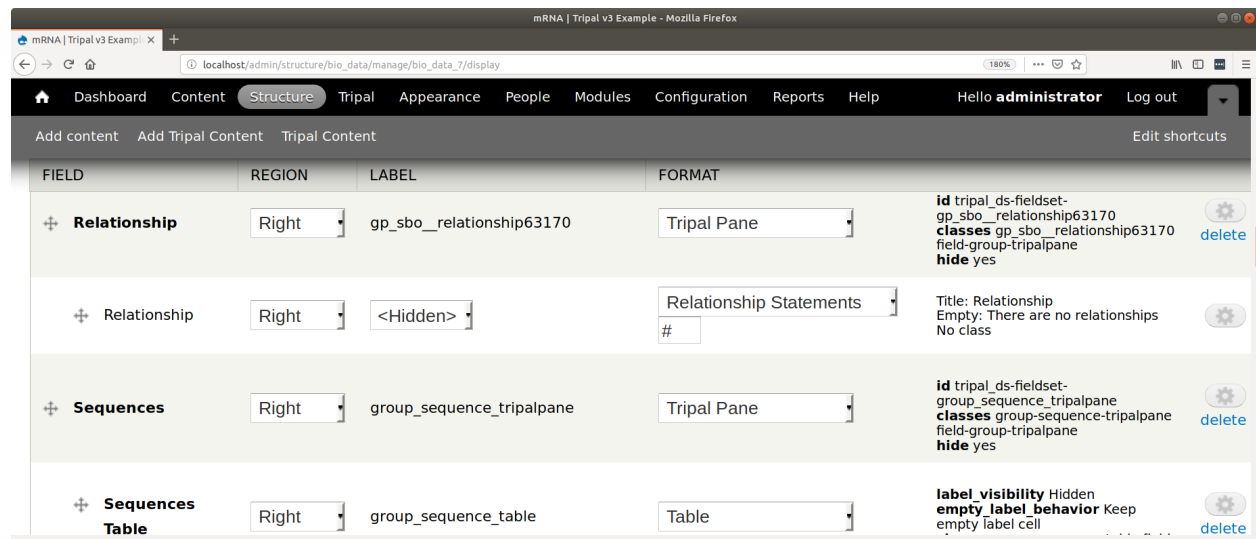 mRNA | Tripal v3 Example - Mozilla Firefox
mRNA | Tripal v3 Exampl
localhost/admin/structure/bio_data/manage/bio_data_7/display
180%
Dashboard Content Structure Tripal Appearance People Modules Configuration Reports Help Hello administrator Log out
Add content Add Tripal Content Tripal Content Edit shortcuts
FIELD REGION LABEL FORMAT
Relationship Right gp_sbo__relationship63170 Tripal Pane
id tripal_ds-fieldset-
gp_sbo__relationship63170
classes gp_sbo__relationship63170
field-group-tripalpane
hide yes
delete
Relationship Right <Hidden> Relationship Statements
#
Title: Relationship
Empty: There are no relationships
No class
Sequences Right group_sequence_tripalpane Tripal Pane
id tripal_ds-fieldset-
group_sequence_tripalpane
classes group-sequence-tripalpane
field-group-tripalpane
hide yes
delete
Sequences
Table
Right group_sequence_table Table
label_visibility Hidden
empty_label_behavior Keep
empty label cell
delete